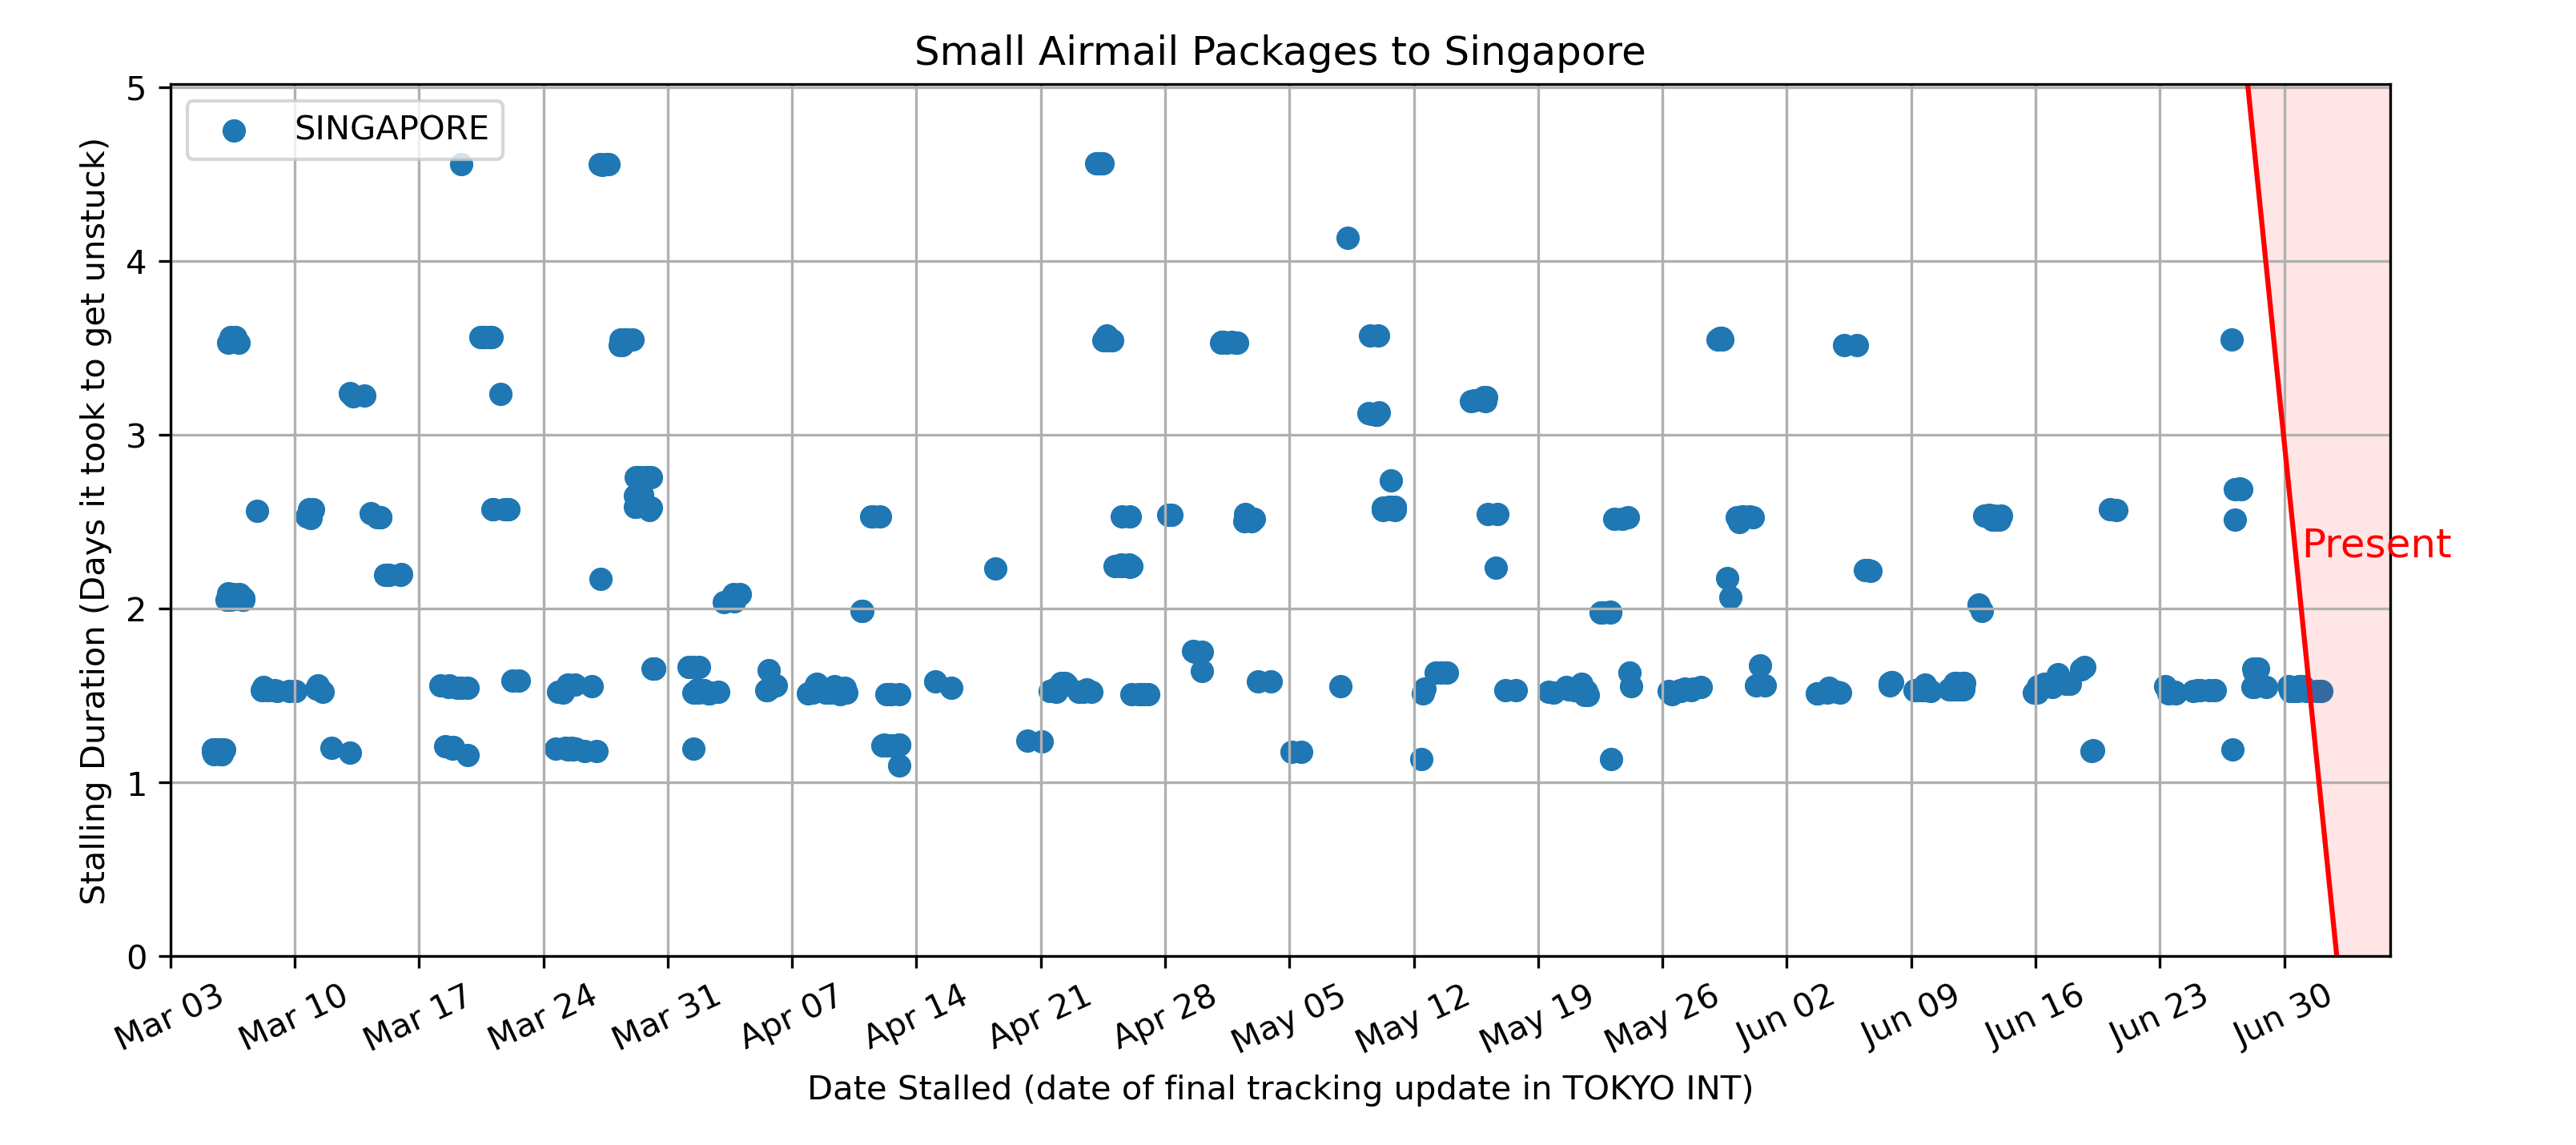 Small Airmail Packages to Singapore
SINGAPORE
Stalling Duration (Days it took to get unstuck)
5
4
3
2
1
0
Present
Mar 03
Mar 10
Mar 17
Mar 24
Mar 31
Apr 07
Apr 14
Apr 21
Apr 28
May 05
May 12
May 19
May 26
Jun 02
Jun 09
Jun 16
Jun 23
Jun 30
Date Stalled (date of final tracking update in TOKYO INT)